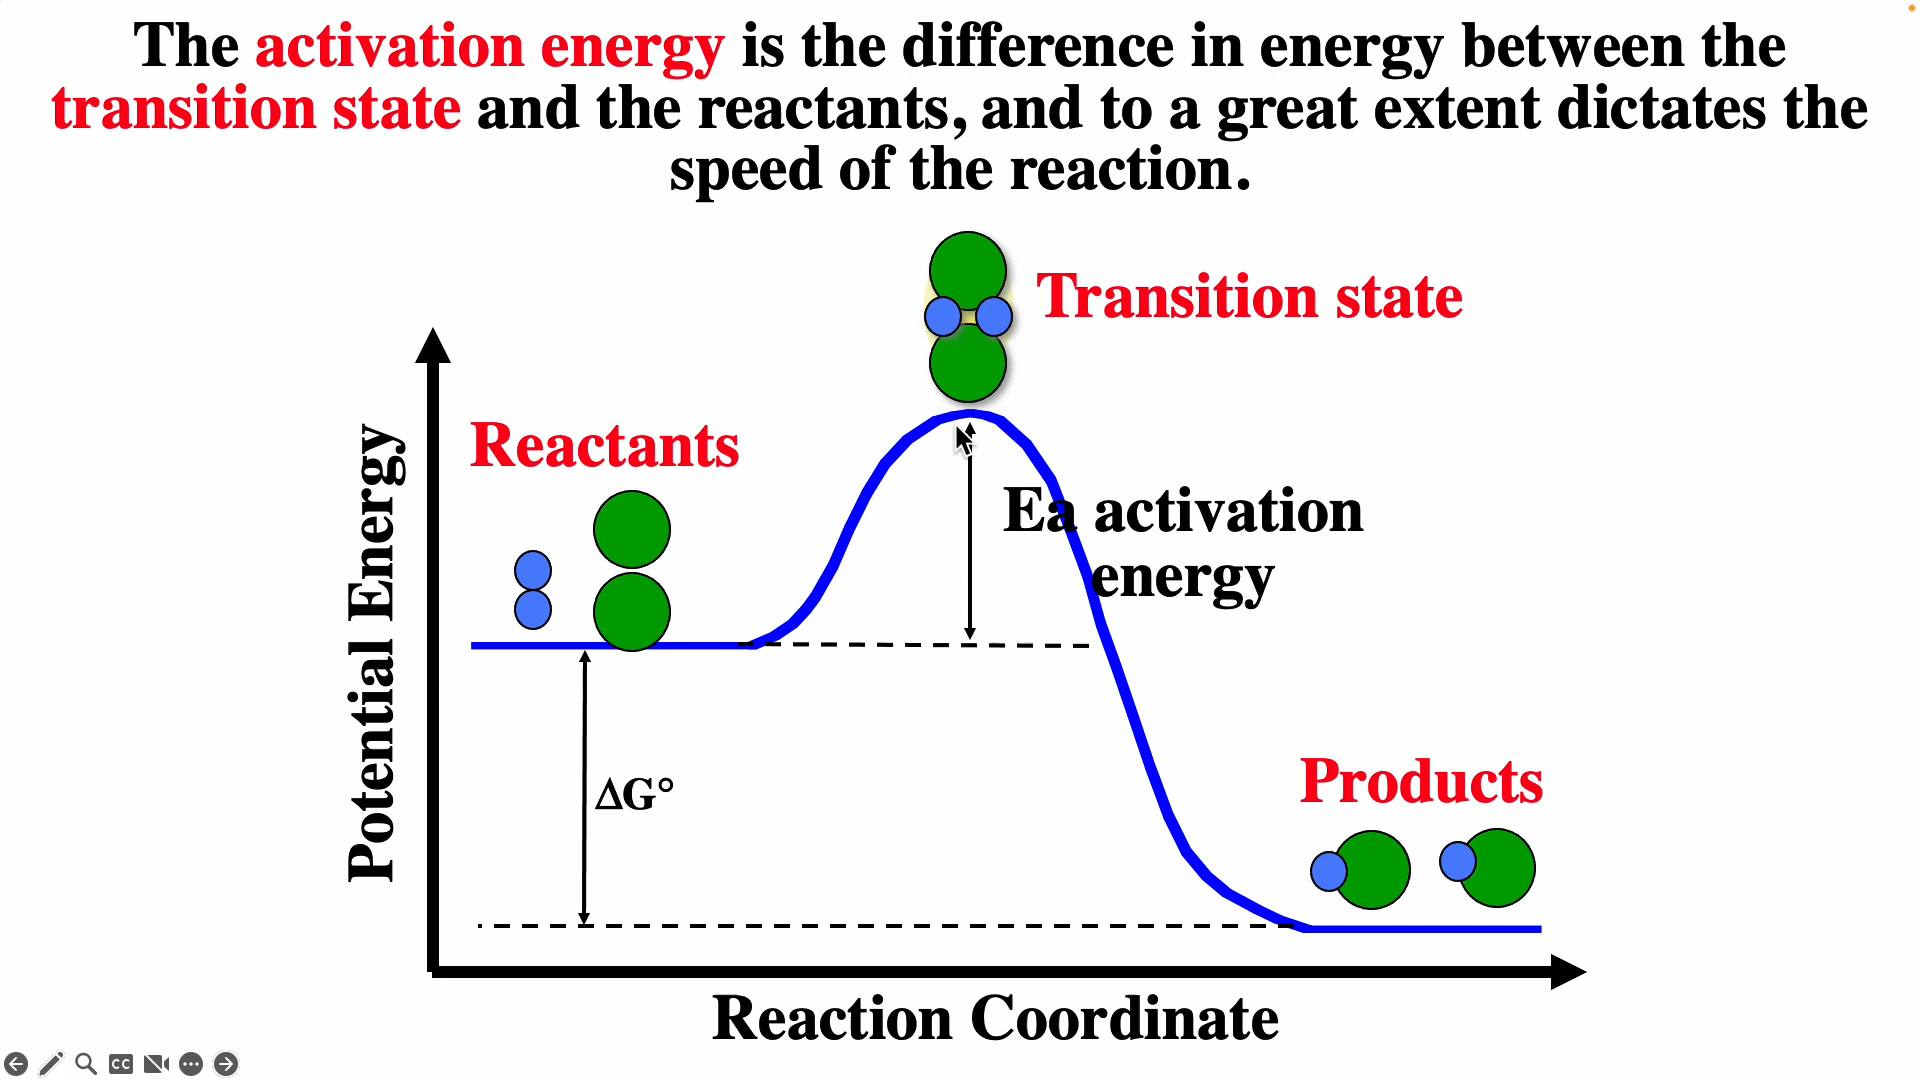 The activation energy is the difference in energy between the
transition state and the reactants, and to a great extent dictates the
speed of the reaction.
Transition state
Reactants
Ea activation
energy
Potential Energy
ΔG°
Products
Reaction Coordinate
CC